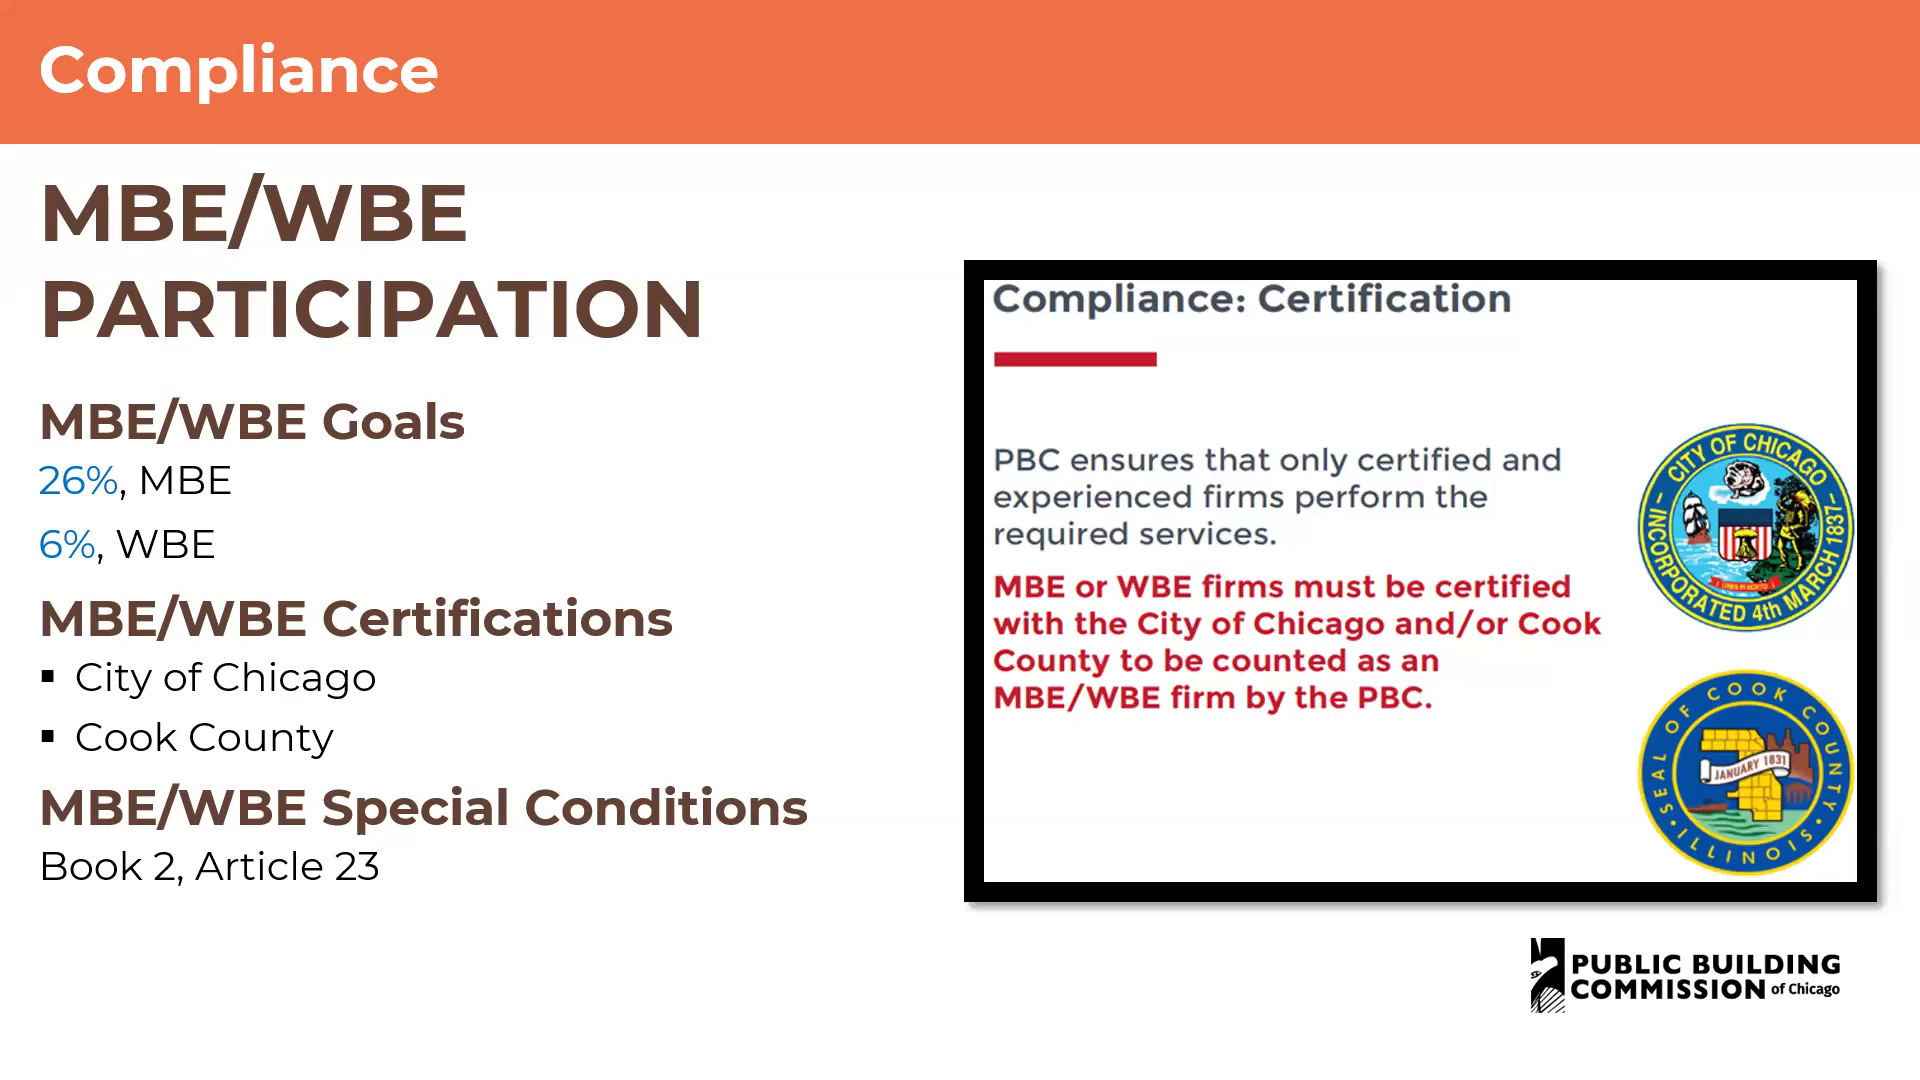 Compliance
MBE/WBE
PARTICIPATION
MBE/WBE Goals
26%, MBE
6%, WBE
MBE/WBE Certifications
▪ City of Chicago
▪ Cook County
MBE/WBE Special Conditions
Book 2, Article 23
Compliance: Certification
PBC ensures that only certified and
experienced firms perform the
required services.
MBE or WBE firms must be certified
with the City of Chicago and/or Cook
County to be counted as an
MBE/WBE firm by the PBC.
CITY OF CHICAGO
INCORPORATED 4th MARCH 1837
SEAL OF COOK COUNTY
JANUARY 1831
ILLINOIS
PUBLIC BUILDING
COMMISSION of Chicago